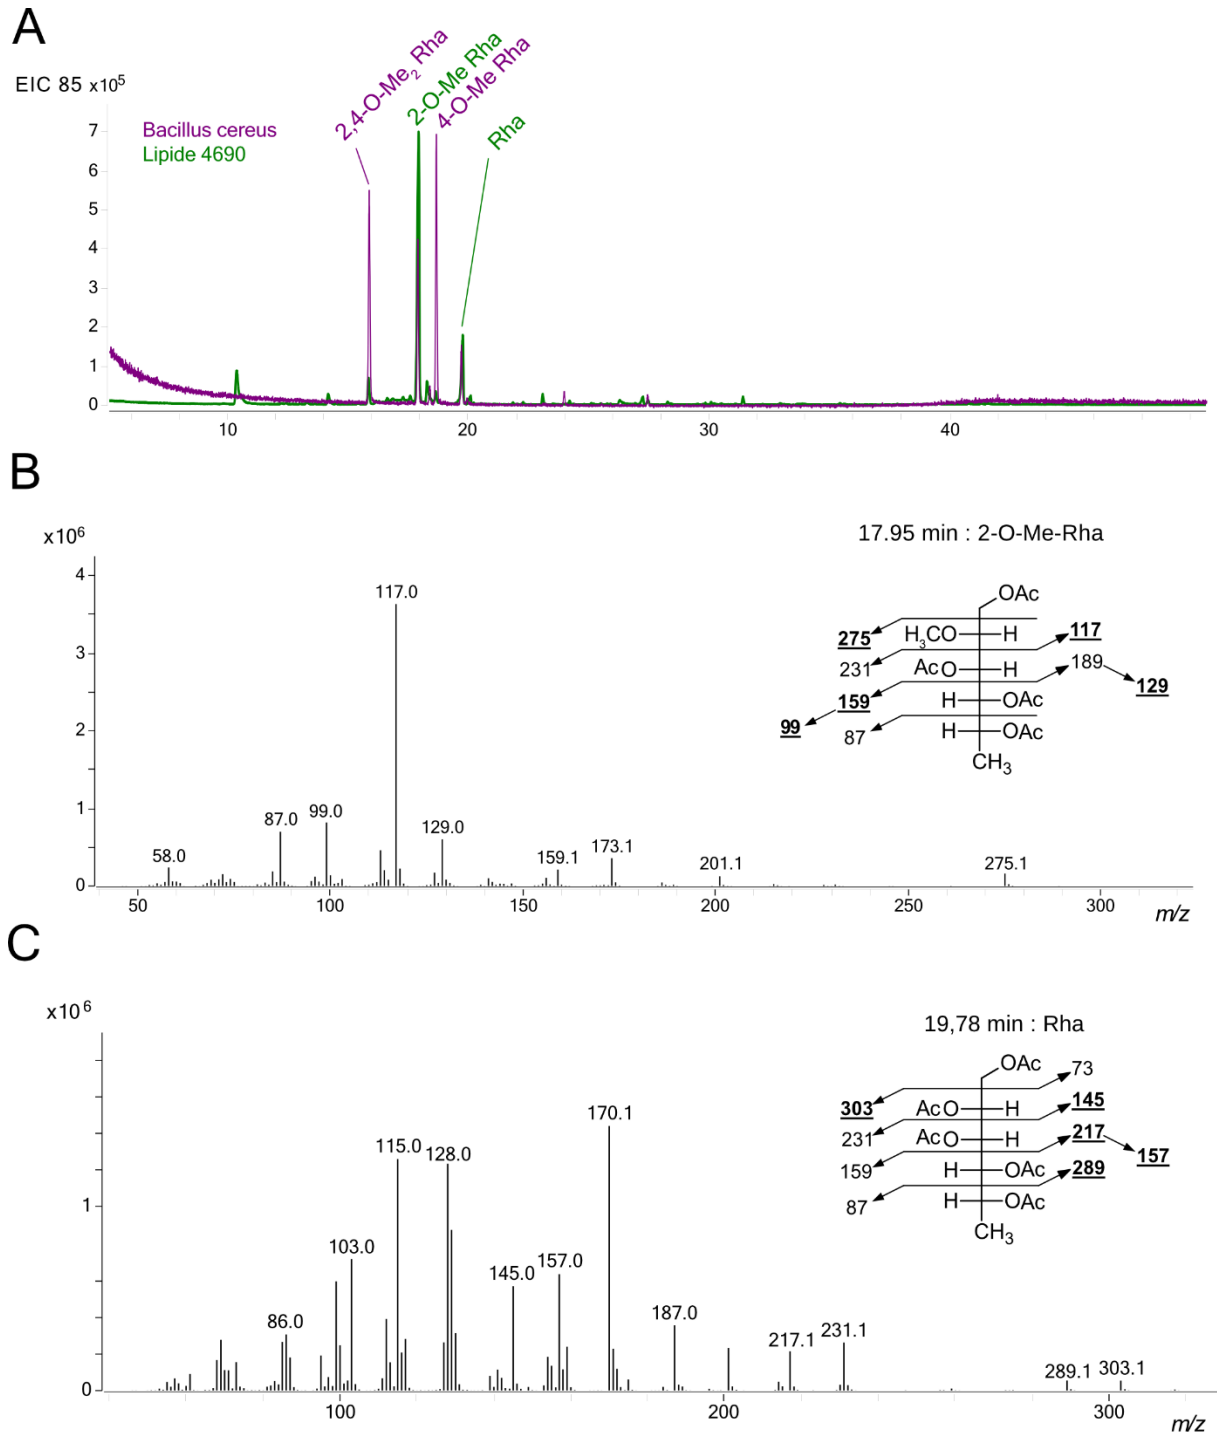 A
EIC 85 x10⁵
Bacillus cereus
Lipide 4690
2,4-O-Me₂ Rha
2-O-Me Rha
4-O-Me Rha
Rha
7
6
5
4
3
2
1
0
10 20 30 40
B
x10⁶
17.95 min : 2-O-Me-Rha
4
3
2
1
0
117.0
58.0
87.0
99.0
129.0
159.1
173.1
201.1
275.1
OAc
275 H₃CO H 117
231 AcO H 189
129
159 H OAc
99
87 H OAc
CH₃
50 100 150 200 250 300
m/z
C
x10⁶
19,78 min : Rha
1
0
86.0
103.0
115.0
128.0
145.0
157.0
170.1
187.0
217.1
231.1
289.1
303.1
OAc 73
303 AcO H 145
231 AcO H 217
157
159 H OAc 289
87 H OAc
CH₃
100 200 300
m/z